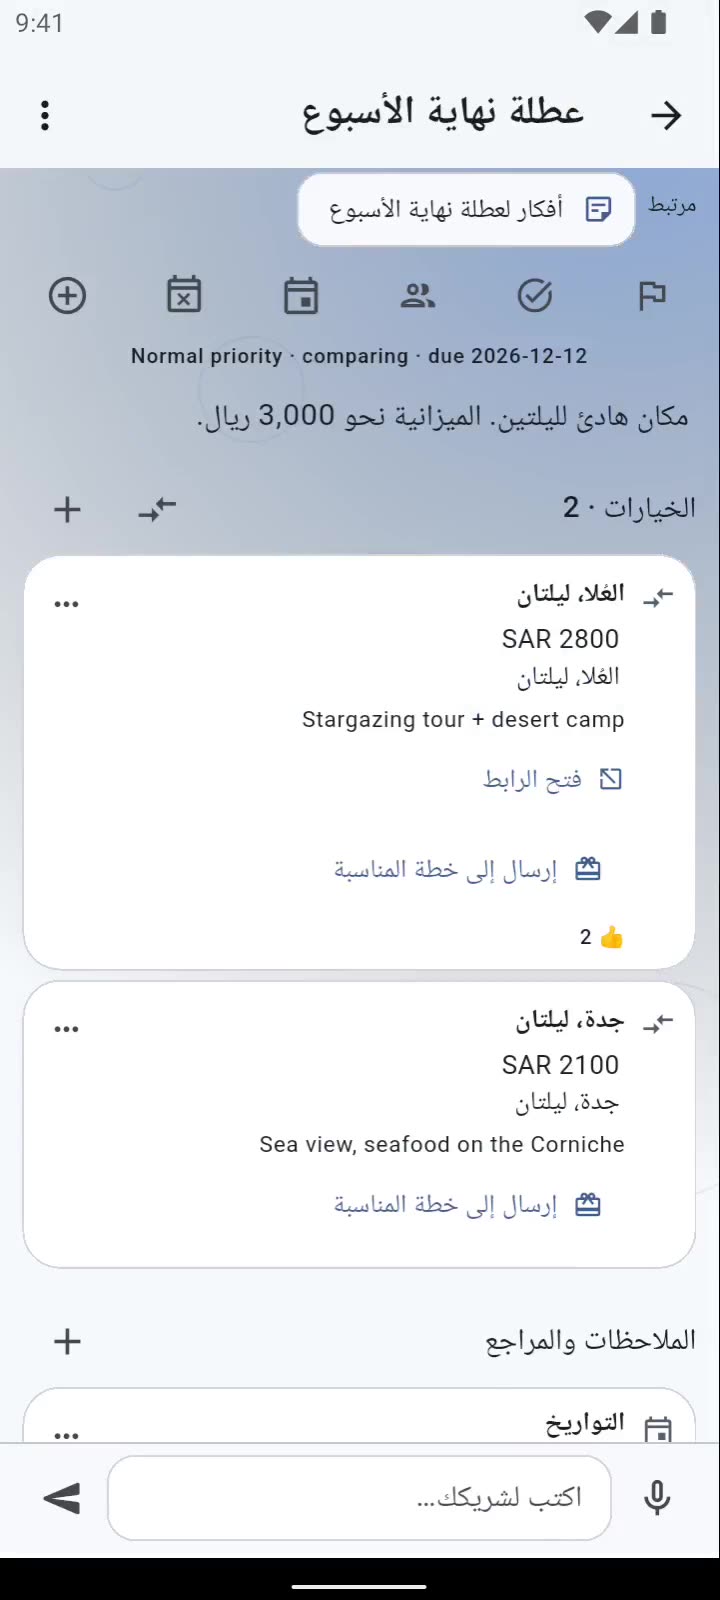 9:41
عطلة نهاية الأسبوع
مرتبط
أفكار لعطلة نهاية الأسبوع
Normal priority · comparing · due 2026-12-12
مكان هادئ لليلتين. الميزانية نحو 3,000 ريال.
الخيارات · 2
العُلا، ليلتان
SAR 2800
العُلا، ليلتان
Stargazing tour + desert camp
فتح الرابط
إرسال إلى خطة المناسبة
👍 2
جدة، ليلتان
SAR 2100
جدة، ليلتان
Sea view, seafood on the Corniche
إرسال إلى خطة المناسبة
الملاحظات والمراجع
التواريخ
اكتب لشريكك...